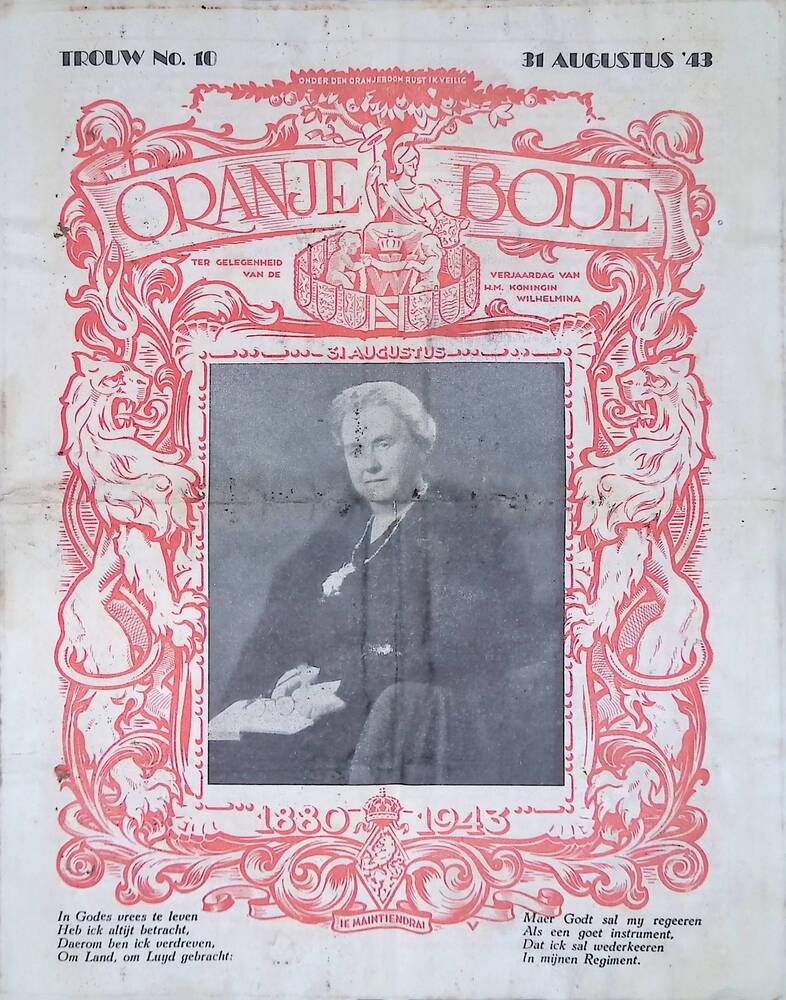 TROUW No. 10
31 AUGUSTUS '43
ONDER DEN ORANJEBOOM RUST IK VEILIG
ORANJE BODE
TER GELEGENHEID
VAN DE
VERJAARDAG VAN
H.M. KONINGIN
WILHELMINA
W
N
31 AUGUSTUS
1880-1943
IE MAINTIENDRAI
V
In Godes vrees te leven
Heb ick altijt betracht,
Daerom ben ick verdreven,
Om Land, om Luyd gebracht:
Maer Godt sal my regeeren
Als een goet instrument,
Dat ick sal wederkeeren
In mijnen Regiment.